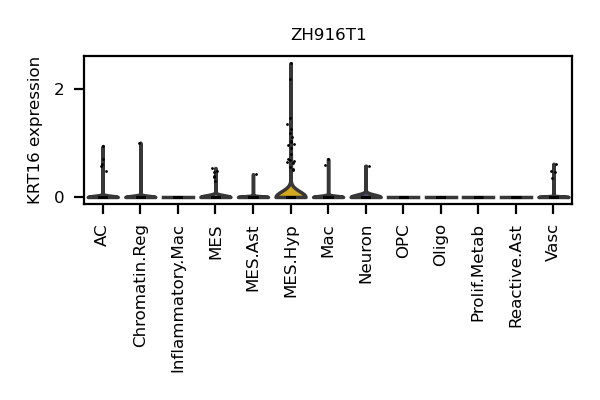 ZH916T1
KRT16 expression
2
0
AC
Chromatin.Reg
Inflammatory.Mac
MES
MES.Ast
MES.Hyp
Mac
Neuron
OPC
Oligo
Prolif.Metab
Reactive.Ast
Vasc